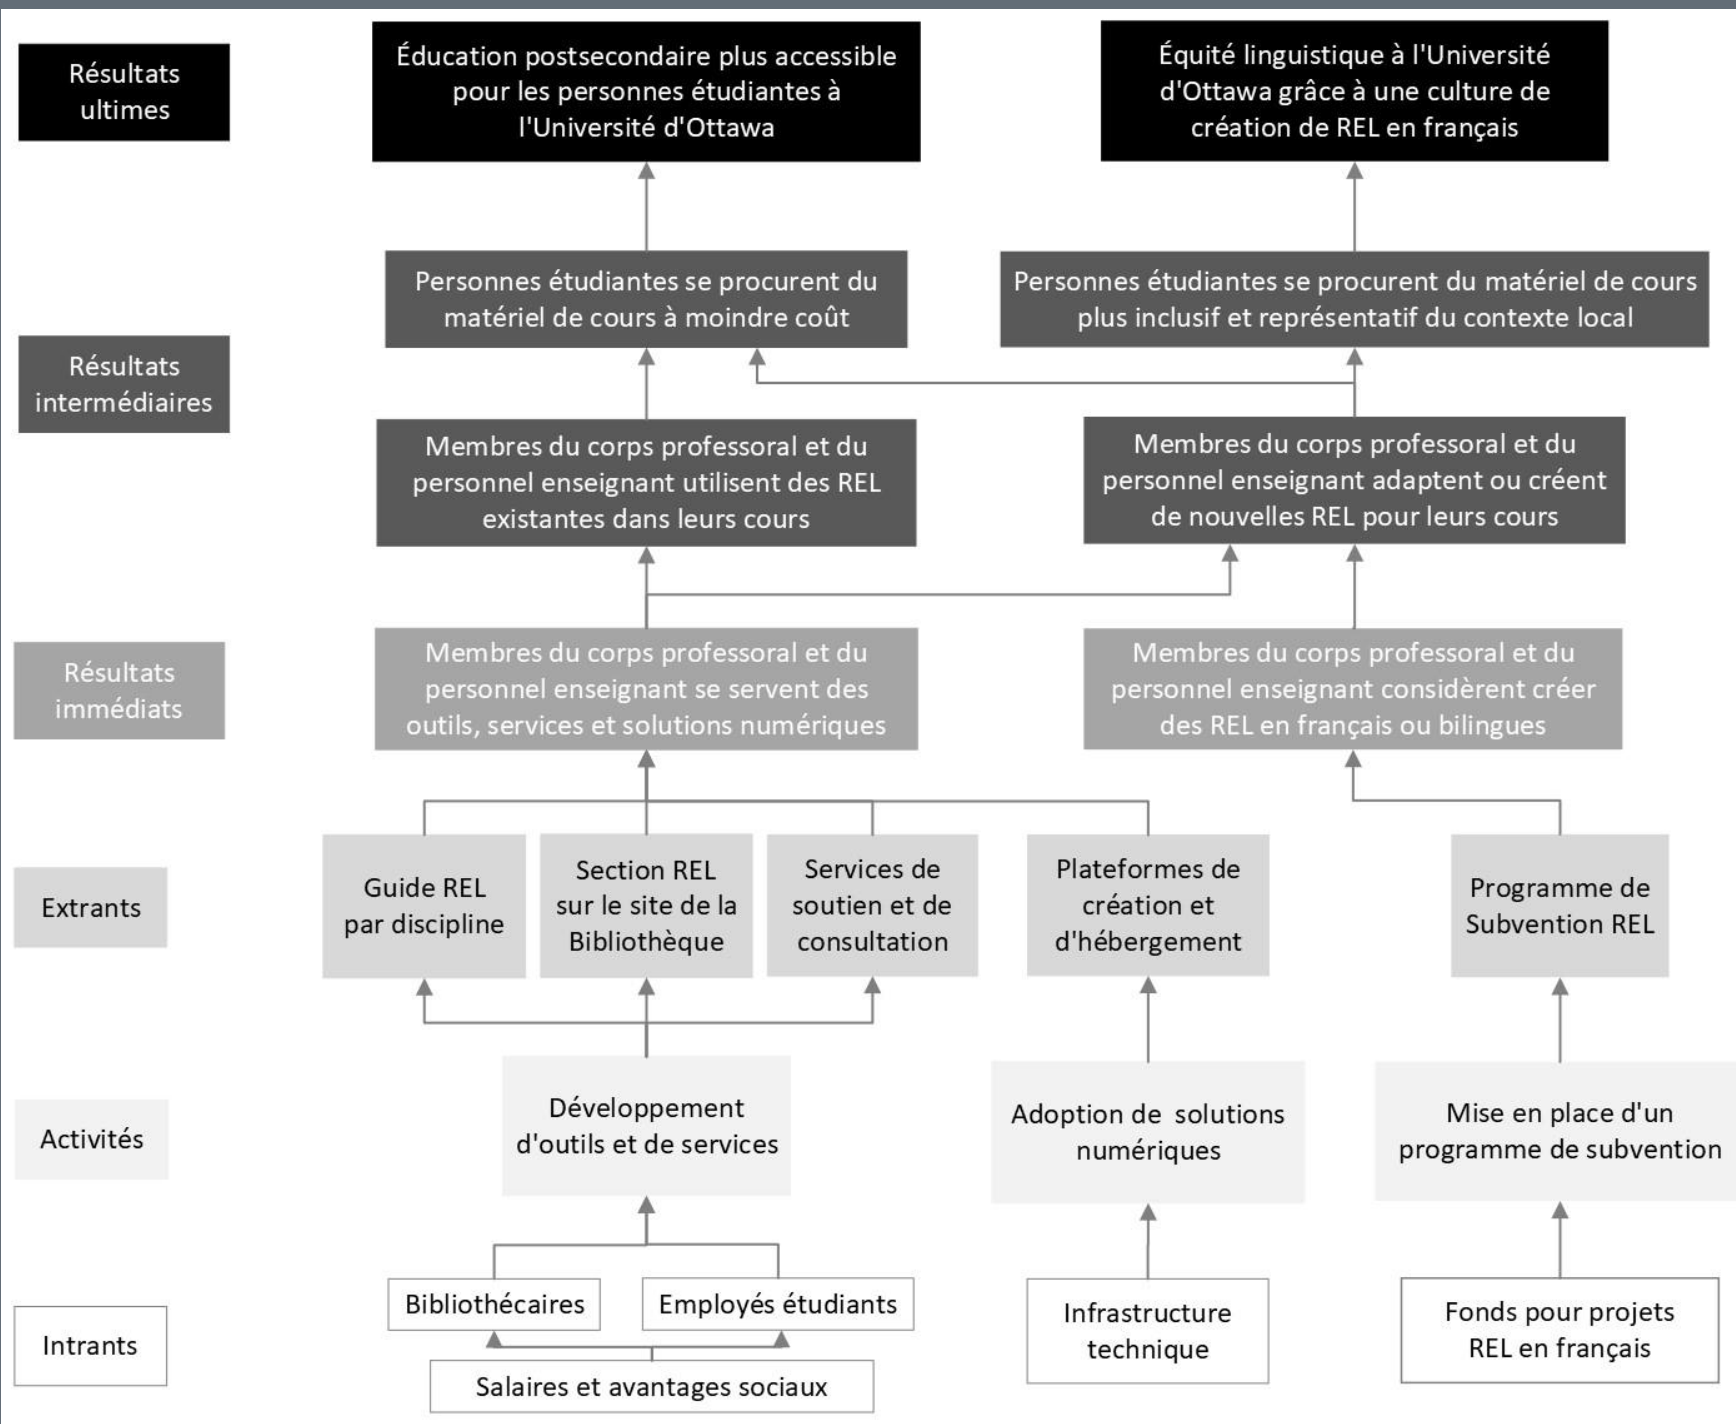 Résultats
ultimes
Éducation postsecondaire plus accessible
pour les personnes étudiantes à
l'Université d'Ottawa
Équité linguistique à l'Université
d'Ottawa grâce à une culture de
création de REL en français
Résultats
intermédiaires
Personnes étudiantes se procurent du
matériel de cours à moindre coût
Personnes étudiantes se procurent du matériel de cours
plus inclusif et représentatif du contexte local
Membres du corps professoral et du
personnel enseignant utilisent des REL
existantes dans leurs cours
Membres du corps professoral et du
personnel enseignant adaptent ou créent
de nouvelles REL pour leurs cours
Résultats
immédiats
Membres du corps professoral et du
personnel enseignant se servent des
outils, services et solutions numériques
Membres du corps professoral et du
personnel enseignant considèrent créer
des REL en français ou bilingues
Extrants
Guide REL
par discipline
Section REL
sur le site de la
Bibliothèque
Services de
soutien et de
consultation
Plateformes de
création et
d'hébergement
Programme de
Subvention REL
Activités
Développement
d'outils et de services
Adoption de solutions
numériques
Mise en place d'un
programme de subvention
Intrants
Bibliothécaires
Employés étudiants
Salaires et avantages sociaux
Infrastructure
technique
Fonds pour projets
REL en français